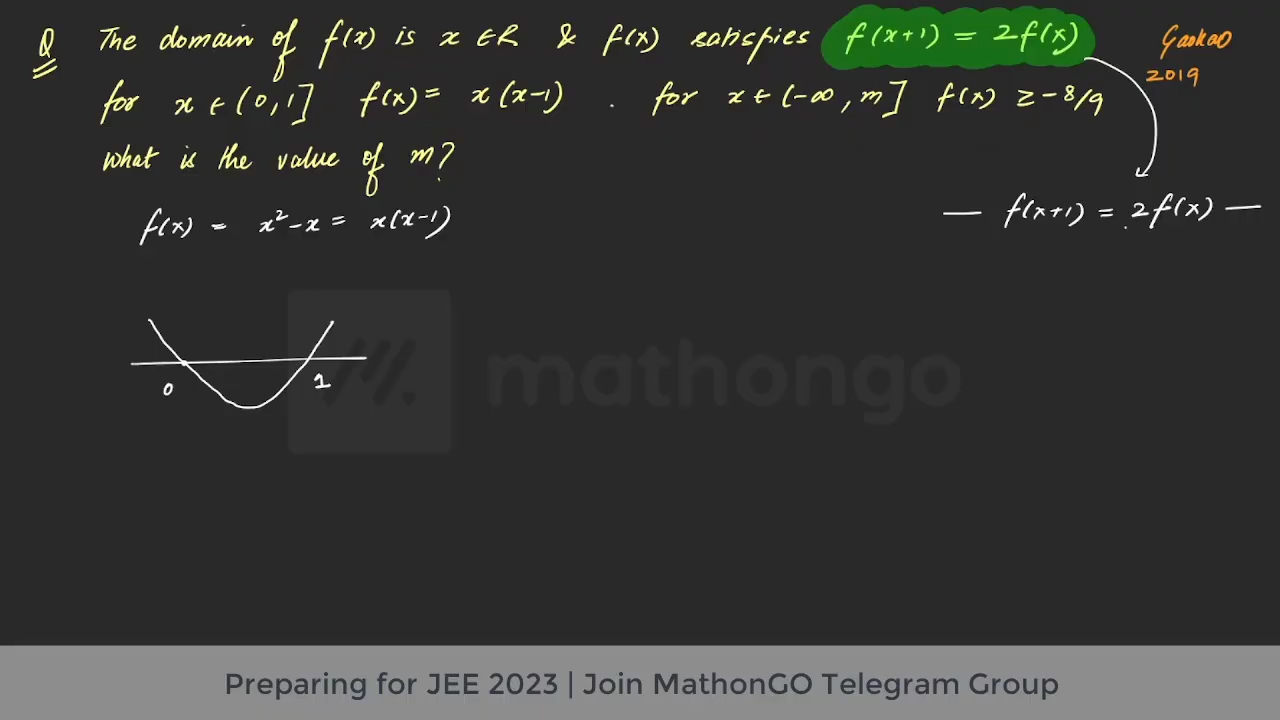 Q The domain of f(x) is x ∈ R & f(x) satisfies f(x+1) = 2f(x)
Gaokao
2019
for x ∈ (0, 1] f(x) = x(x-1) . for x ∈ (-∞, m] f(x) ≥ -8/9
what is the value of m?
f(x) = x² - x = x(x-1)
— f(x+1) = 2f(x) —
0 1
mathongo
Preparing for JEE 2023 | Join MathonGO Telegram Group